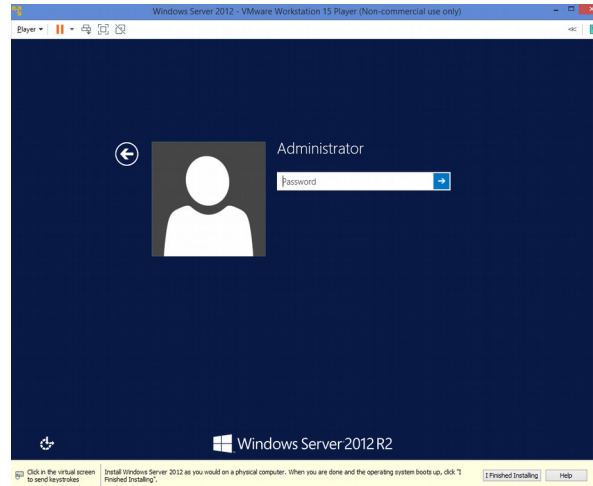 Windows Server 2012 - VMware Workstation 15 Player (Non-commercial use only)
Player
Administrator
Password
Windows Server 2012 R2
Click in the virtual screen
to send keystrokes
Install Windows Server 2012 as you would on a physical computer. When you are done and the operating system boots up, click "I
Finished Installing".
I Finished Installing
Help